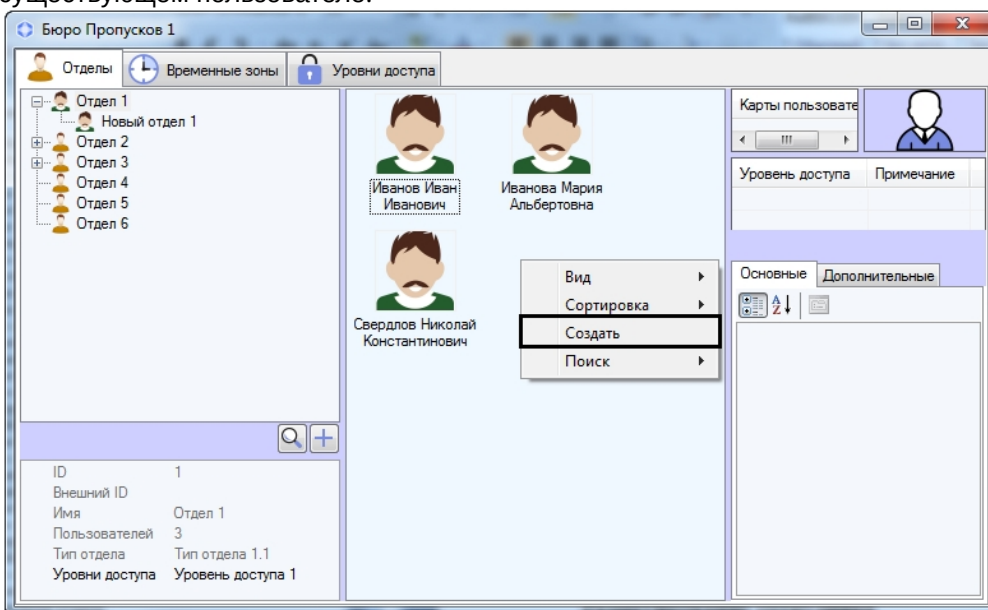 существующем пользователе.
Бюро Пропусков 1
Отделы
Временные зоны
Уровни доступа
Отдел 1
Новый отдел 1
Отдел 2
Отдел 3
Отдел 4
Отдел 5
Отдел 6
Иванов Иван
Иванович
Иванова Мария
Альбертовна
Свердлов Николай
Константинович
Вид
Сортировка
Создать
Поиск
Карты пользовате
Уровень доступа Примечание
Основные Дополнительные
ID 1
Внешний ID
Имя Отдел 1
Пользователей 3
Тип отдела Тип отдела 1.1
Уровни доступа Уровень доступа 1